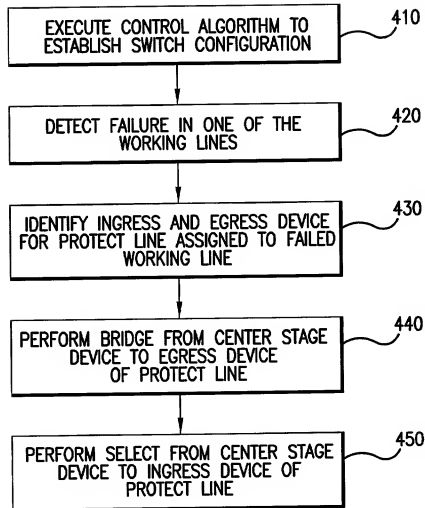 EXECUTE CONTROL ALGORITHM TO
ESTABLISH SWITCH CONFIGURATION
410
DETECT FAILURE IN ONE OF THE
WORKING LINES
420
IDENTIFY INGRESS AND EGRESS DEVICE
FOR PROTECT LINE ASSIGNED TO FAILED
WORKING LINE
430
PERFORM BRIDGE FROM CENTER STAGE
DEVICE TO EGRESS DEVICE
OF PROTECT LINE
440
PERFORM SELECT FROM CENTER STAGE
DEVICE TO INGRESS DEVICE OF
PROTECT LINE
450